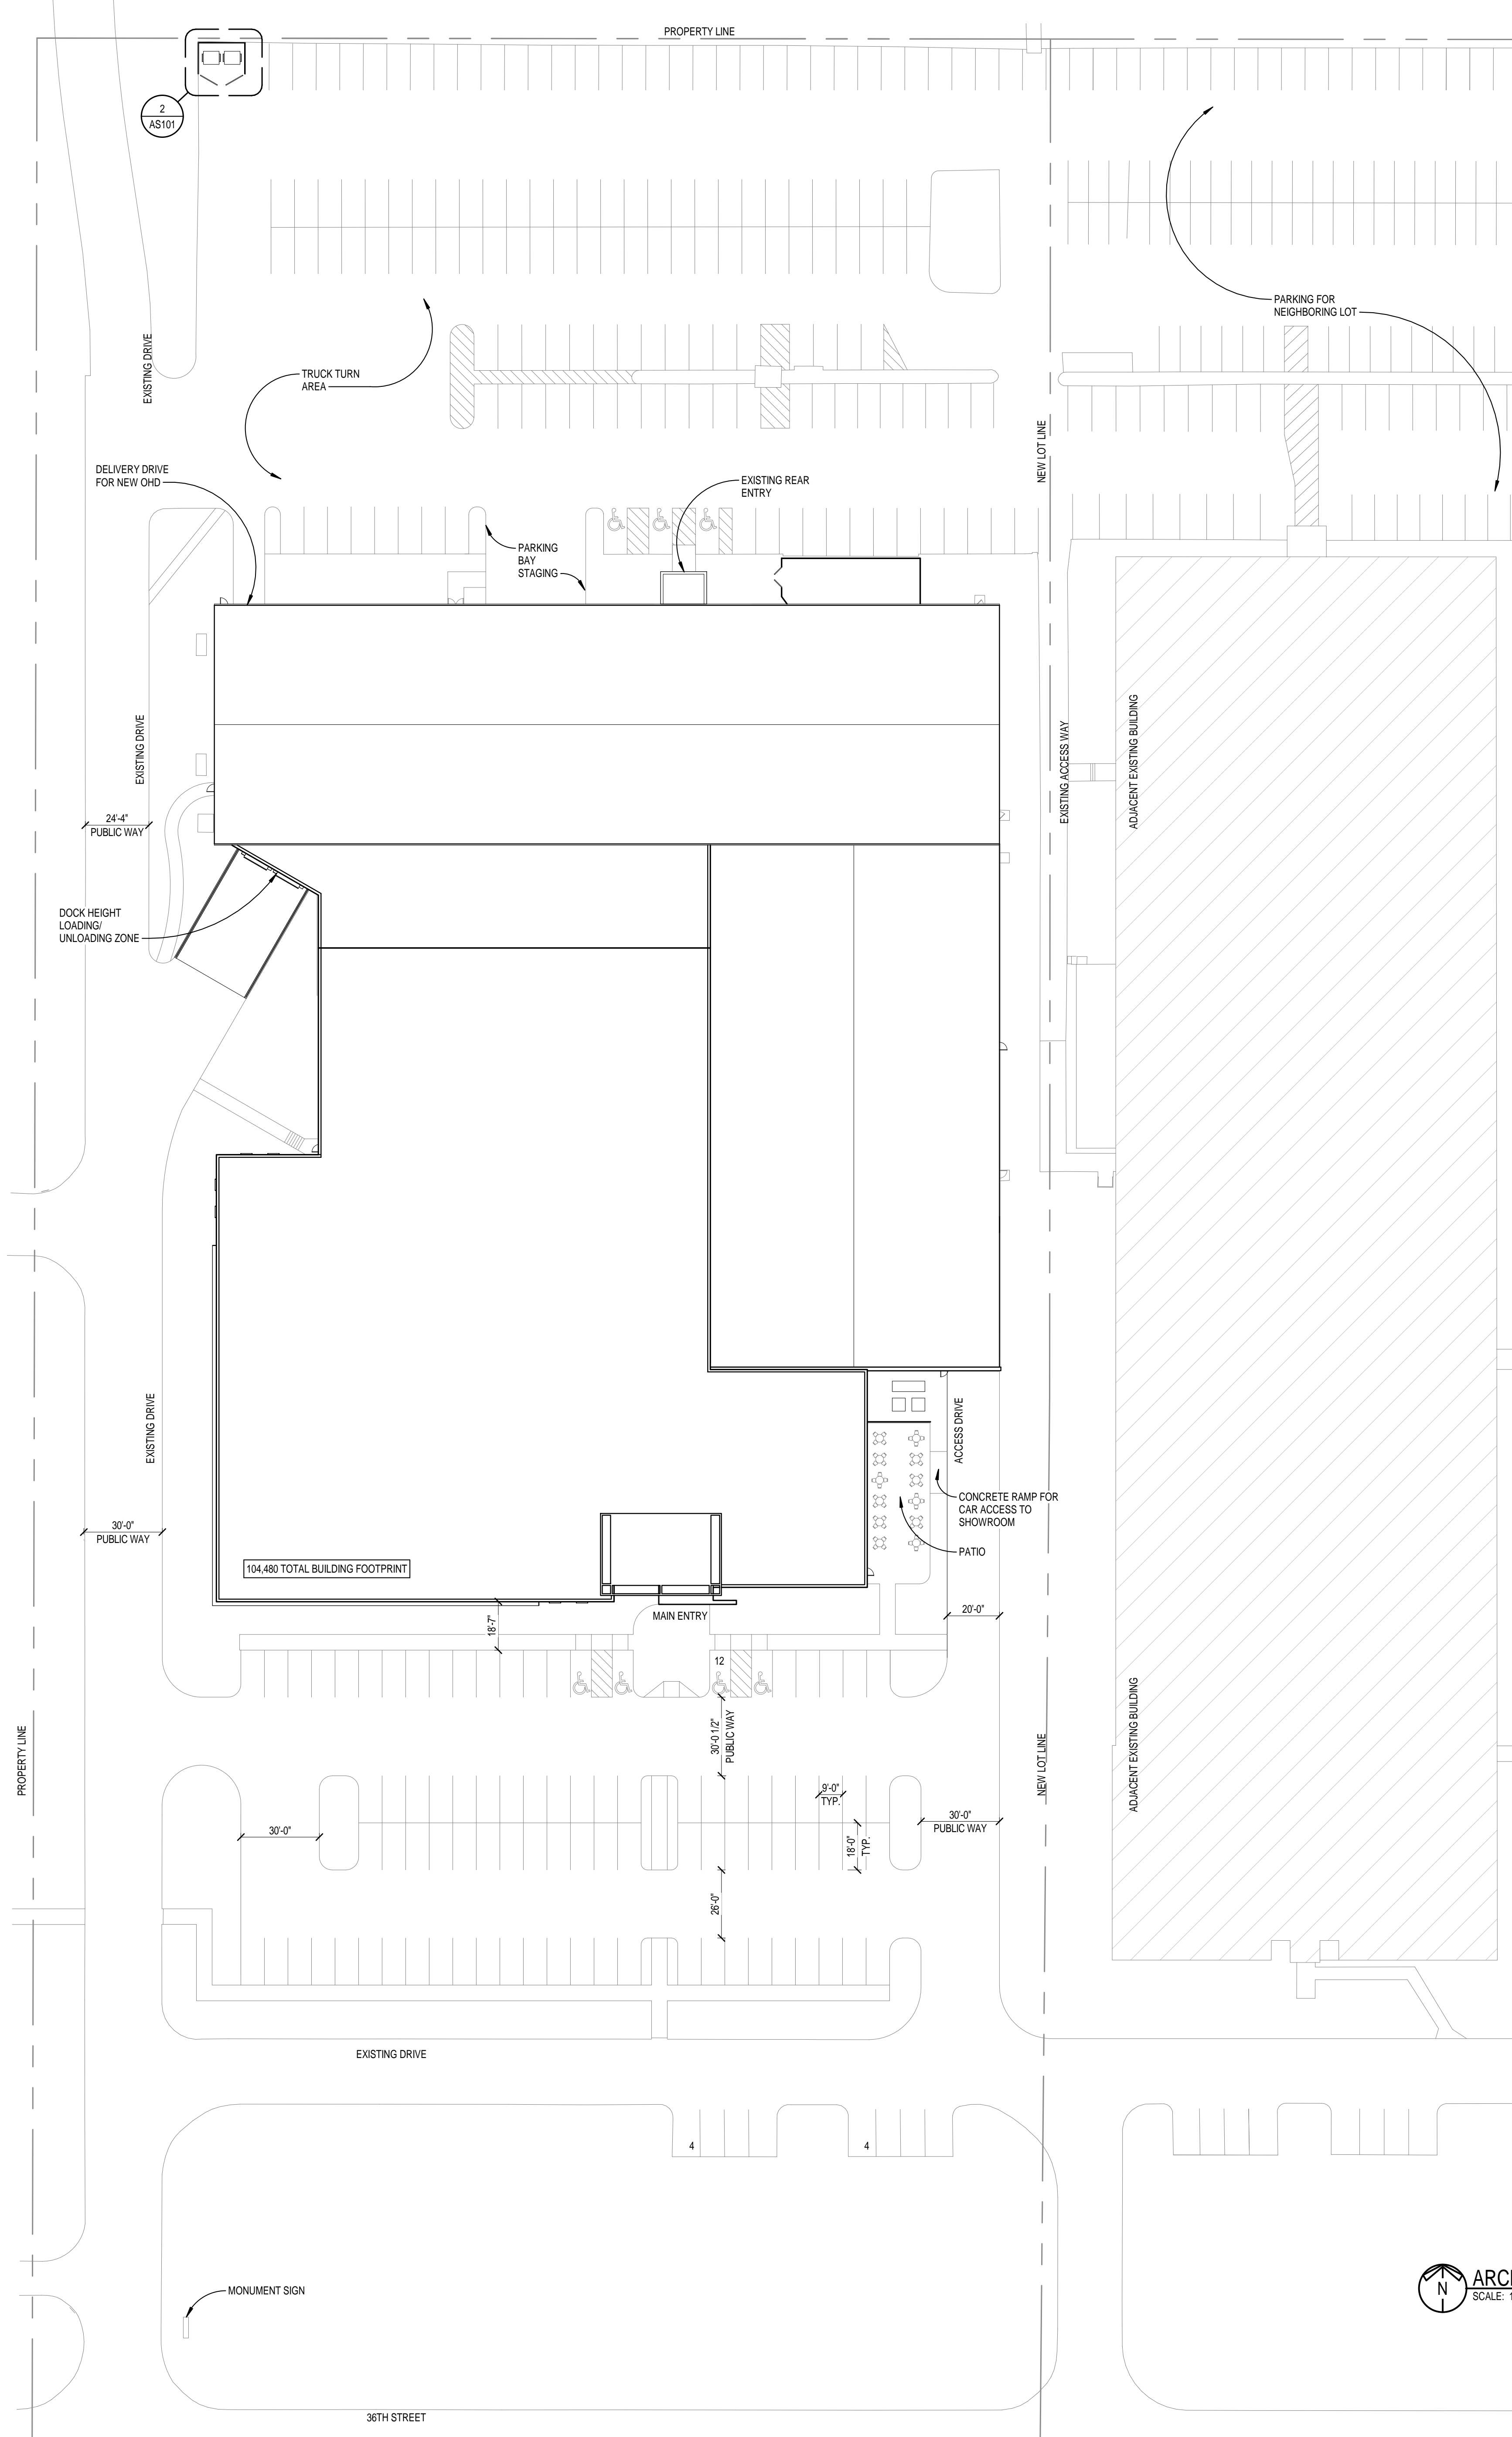 PROPERTY LINE
2
AS101
PARKING FOR
NEIGHBORING LOT
EXISTING DRIVE
TRUCK TURN
AREA
NEW LOT LINE
DELIVERY DRIVE
FOR NEW OHD
EXISTING REAR
ENTRY
PARKING
BAY
STAGING
EXISTING DRIVE
EXISTING ACCESS WAY
ADJACENT EXISTING BUILDING
24'-4"
PUBLIC WAY
DOCK HEIGHT
LOADING/
UNLOADING ZONE
EXISTING DRIVE
ACCESS DRIVE
CONCRETE RAMP FOR
CAR ACCESS TO
SHOWROOM
30'-0"
PUBLIC WAY
PATIO
104,480 TOTAL BUILDING FOOTPRINT
18'-7"
MAIN ENTRY
20'-0"
12
30'-0 1/2"
PUBLIC WAY
PROPERTY LINE
NEW LOT LINE
ADJACENT EXISTING BUILDING
9'-0"
TYP.
30'-0"
18'-0"
TYP.
30'-0"
PUBLIC WAY
26'-0"
EXISTING DRIVE
4
4
MONUMENT SIGN
N
SCALE:
36TH STREET